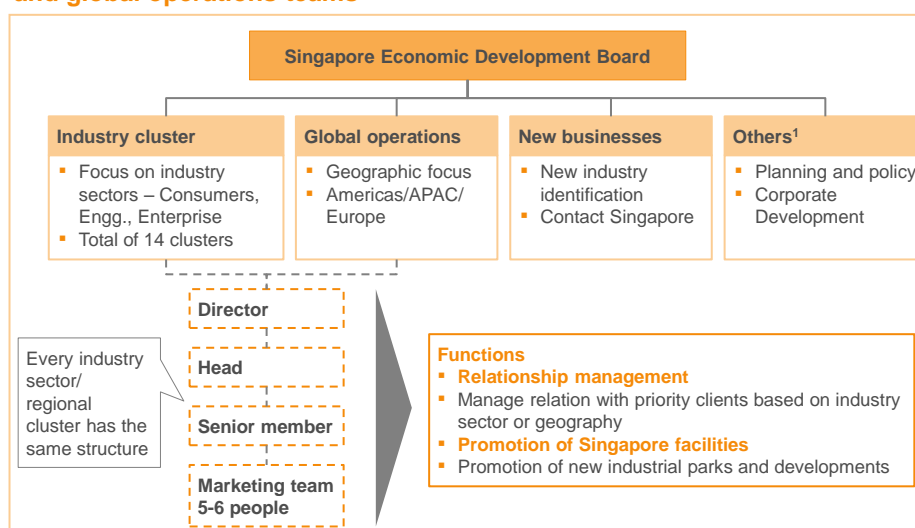 and global operations teams
Singapore Economic Development Board
Industry cluster
▪ Focus on industry
sectors – Consumers,
Engg., Enterprise
▪ Total of 14 clusters
Global operations
▪ Geographic focus
▪ Americas/APAC/
Europe
New businesses
▪ New industry
identification
▪ Contact Singapore
Others¹
▪ Planning and policy
▪ Corporate
Development
Director
Head
Senior member
Marketing team
5-6 people
Every industry
sector/
regional
cluster has the
same structure
Functions
▪ Relationship management
▪ Manage relation with priority clients based on industry
sector or geography
▪ Promotion of Singapore facilities
▪ Promotion of new industrial parks and developments